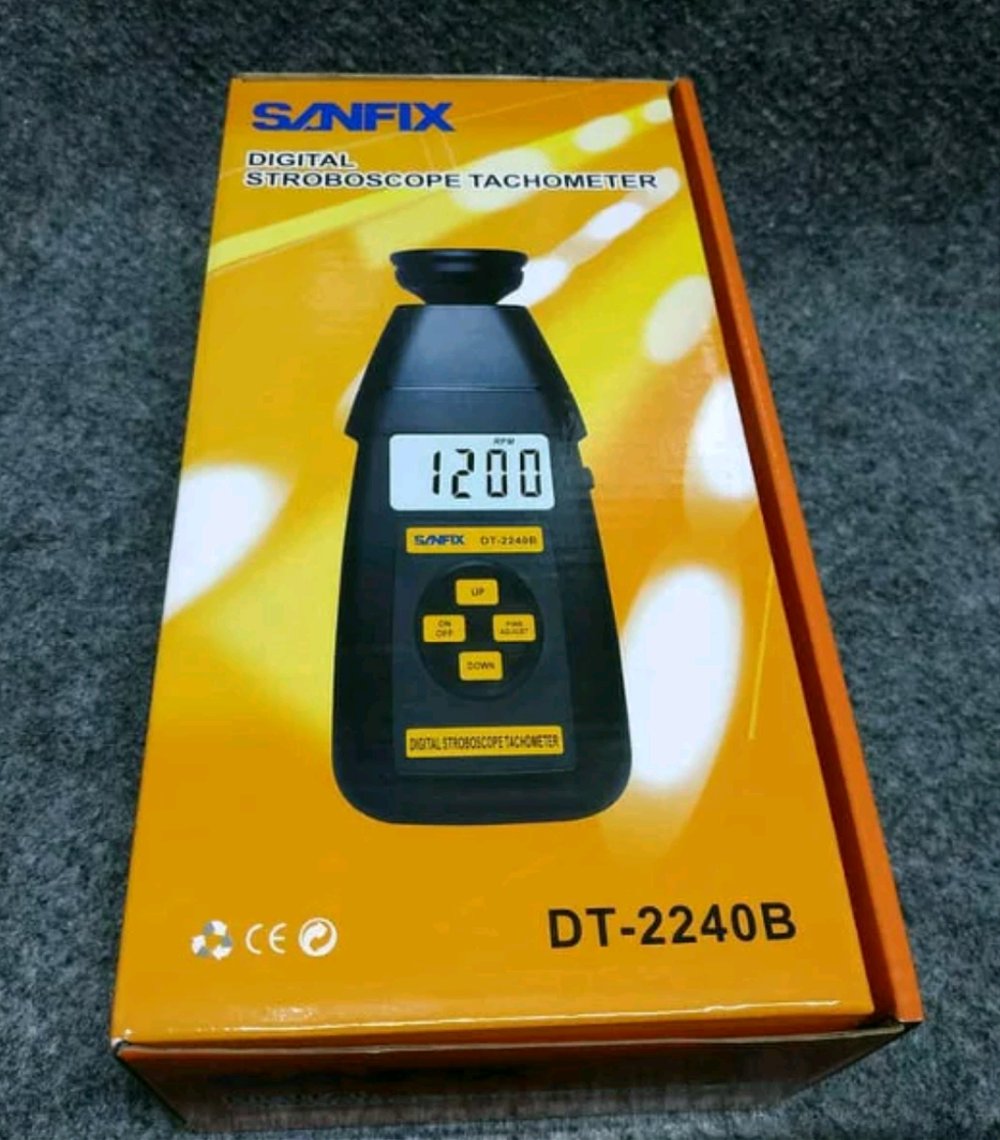 SANFIX
DIGITAL
STROBOSCOPE TACHOMETER
RPM
1200
SANFIX DT-2240B
UP
ON
OFF
ADJUST
DOWN
DIGITAL STROBOSCOPE TACHOMETER
CE
DT-2240B